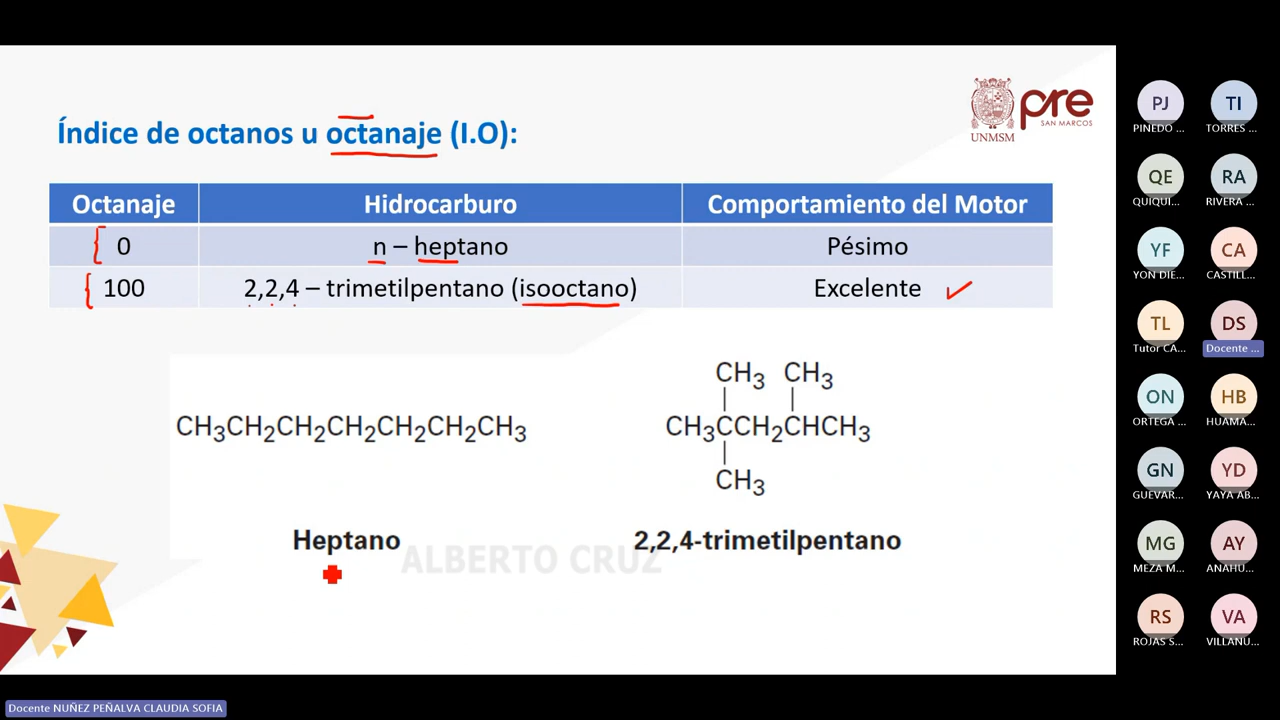 Índice de octanos u octanaje (I.O):
UNMSM
pre
SAN MARCOS
Octanaje Hidrocarburo Comportamiento del Motor
0 n – heptano Pésimo
100 2,2,4 – trimetilpentano (isooctano) Excelente
CH3 CH3
CH3CH2CH2CH2CH2CH2CH3 CH3CCH2CHCH3
CH3
Heptano 2,2,4-trimetilpentano
ALBERTO CRUZ
PJ TI
PINEDO ... TORRES ...
QE RA
QUIQUI... RIVERA ...
YF CA
YON DIE... CASTILL...
TL DS
Tutor CA... Docente ...
ON HB
ORTEGA ... HUAMA...
GN YD
GUEVAR... YAYA AB...
MG AY
MEZA M... ANAHU...
RS VA
ROJAS S... VILLANU...
Docente NUÑEZ PEÑALVA CLAUDIA SOFIA